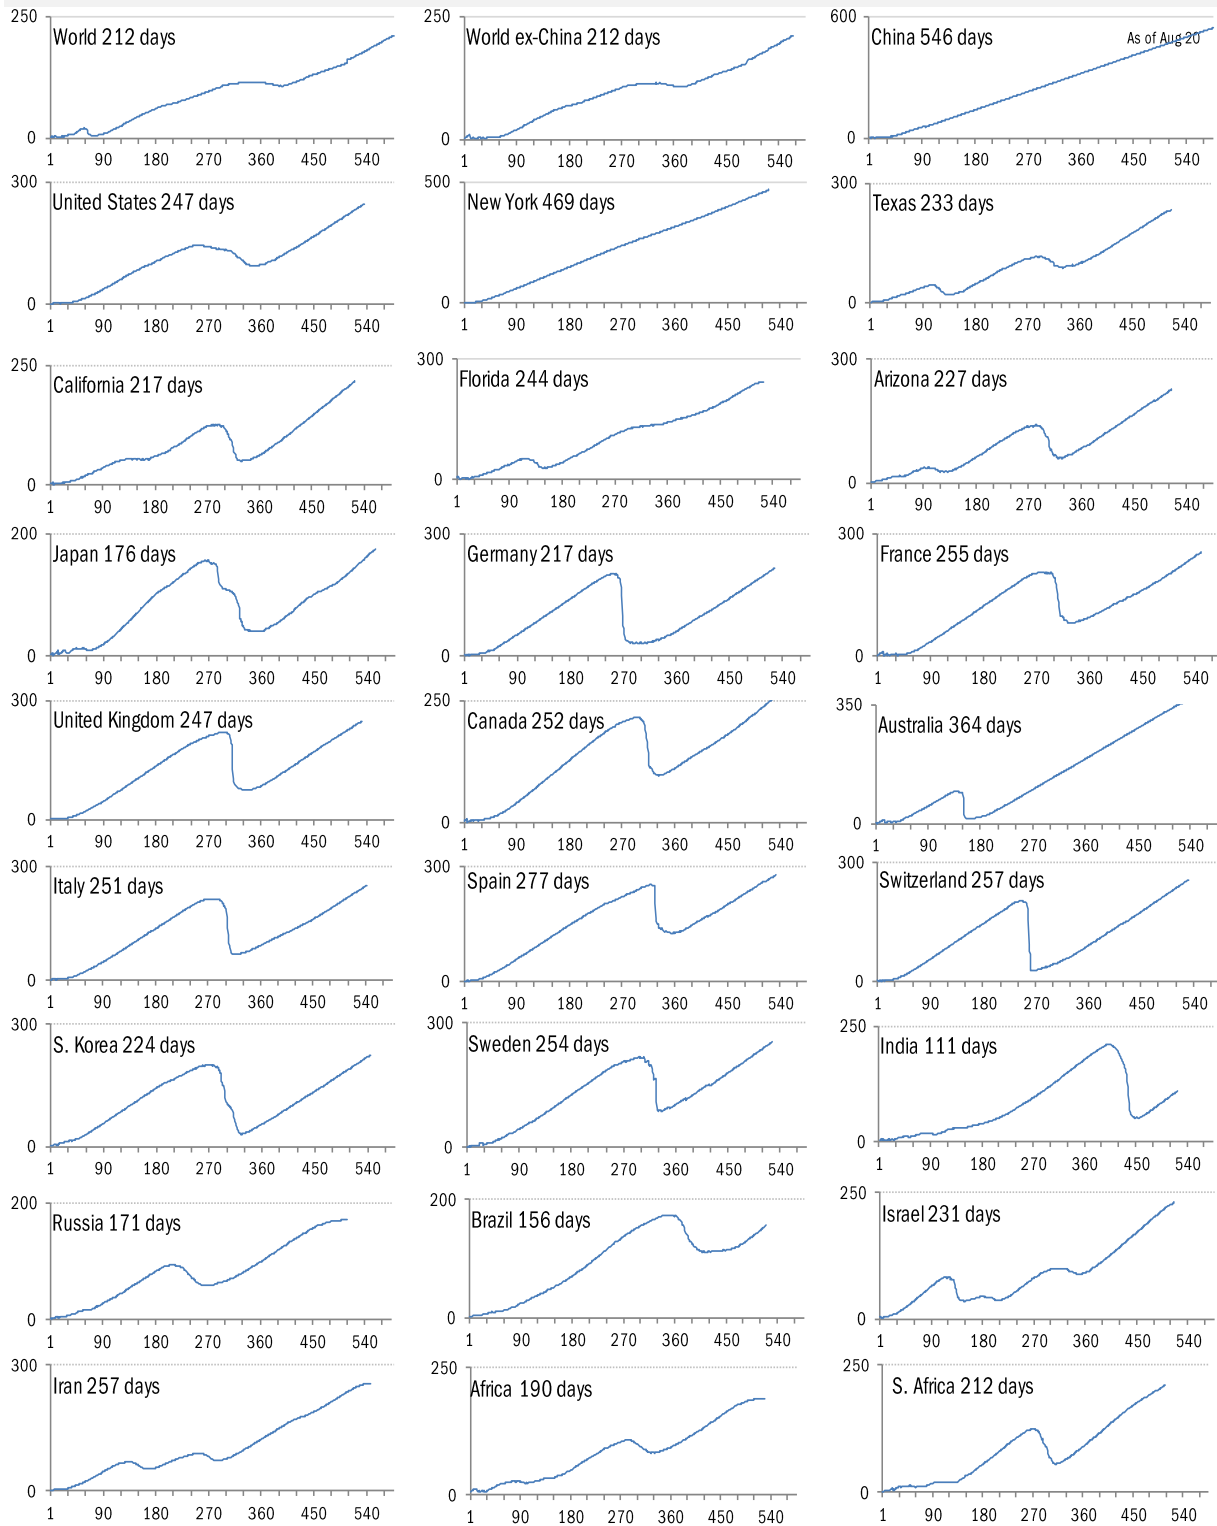 250 250 600
World 212 days World ex-China 212 days China 546 days As of Aug 20
0 0 0
1 90 180 270 360 450 540 1 90 180 270 360 450 540 1 90 180 270 360 450 540
300 500 300
United States 247 days New York 469 days Texas 233 days
0 0 0
1 90 180 270 360 450 540 1 90 180 270 360 450 540 1 90 180 270 360 450 540
250 300 300
California 217 days Florida 244 days Arizona 227 days
0 0 0
1 90 180 270 360 450 540 1 90 180 270 360 450 540 1 90 180 270 360 450 540
200 300 300
Japan 176 days Germany 217 days France 255 days
0 0 0
1 90 180 270 360 450 540 1 90 180 270 360 450 540 1 90 180 270 360 450 540
300 250 350
United Kingdom 247 days Canada 252 days Australia 364 days
0 0 0
1 90 180 270 360 450 540 1 90 180 270 360 450 540 1 90 180 270 360 450 540
300 300 300
Italy 251 days Spain 277 days Switzerland 257 days
0 0 0
1 90 180 270 360 450 540 1 90 180 270 360 450 540 1 90 180 270 360 450 540
300 300 250
S. Korea 224 days Sweden 254 days India 111 days
0 0 0
1 90 180 270 360 450 540 1 90 180 270 360 450 540 1 90 180 270 360 450 540
200 200 250
Russia 171 days Brazil 156 days Israel 231 days
0 0 0
1 90 180 270 360 450 540 1 90 180 270 360 450 540 1 90 180 270 360 450 540
300 250 250
Iran 257 days Africa 190 days S. Africa 212 days
0 0 0
1 90 180 270 360 450 540 1 90 180 270 360 450 540 1 90 180 270 360 450 540